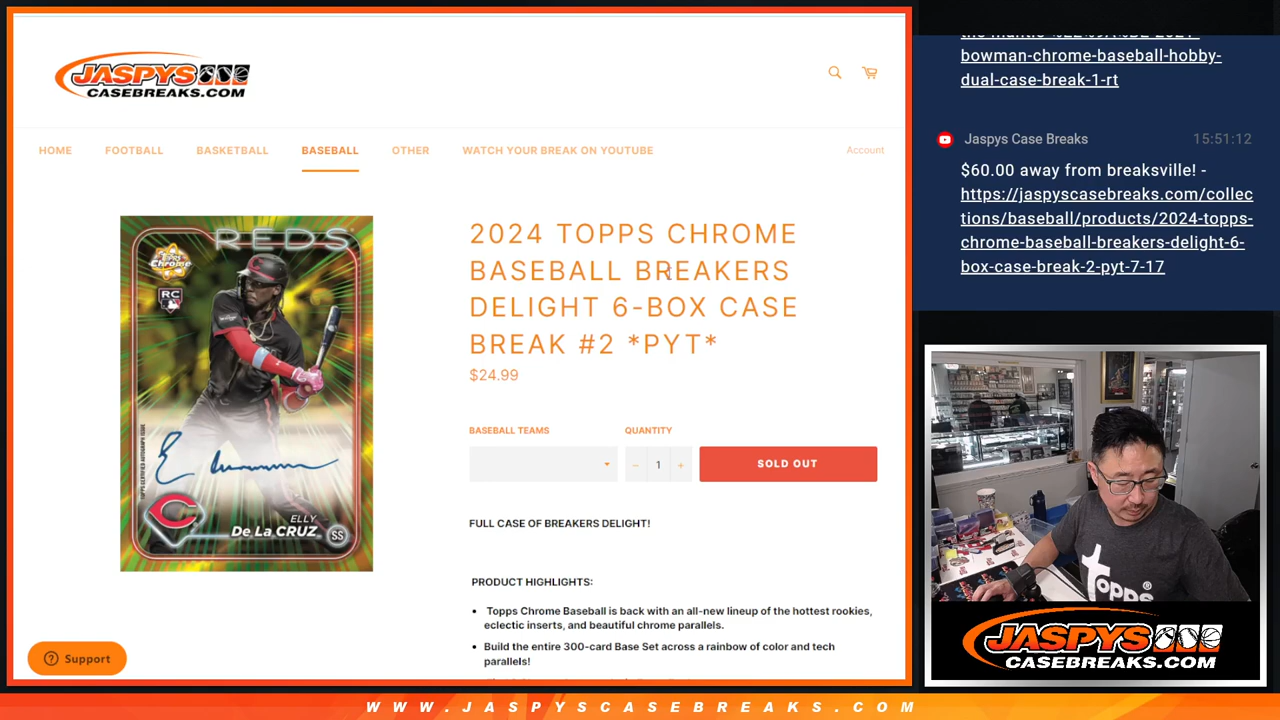 JASPYS
CASEBREAKS.COM
HOME FOOTBALL BASKETBALL BASEBALL OTHER WATCH YOUR BREAK ON YOUTUBE Account
REDS
Topps Chrome
RC
ELLY
De La CRUZ SS
2024 TOPPS CHROME
BASEBALL BREAKERS
DELIGHT 6-BOX CASE
BREAK #2 *PYT*
$24.99
BASEBALL TEAMS QUANTITY
− 1 + SOLD OUT
FULL CASE OF BREAKERS DELIGHT!
PRODUCT HIGHLIGHTS:
• Topps Chrome Baseball is back with an all-new lineup of the hottest rookies,
eclectic inserts, and beautiful chrome parallels.
• Build the entire 300-card Base Set across a rainbow of color and tech
parallels!
Support
bowman-chrome-baseball-hobby-
dual-case-break-1-rt
Jaspys Case Breaks 15:51:12
$60.00 away from breaksville! -
https://jaspyscasebreaks.com/collec
tions/baseball/products/2024-topps-
chrome-baseball-breakers-delight-6-
box-case-break-2-pyt-7-17
topps
JASPYS
CASEBREAKS.COM
WWW.JASPYSCASEBREAKS.COM